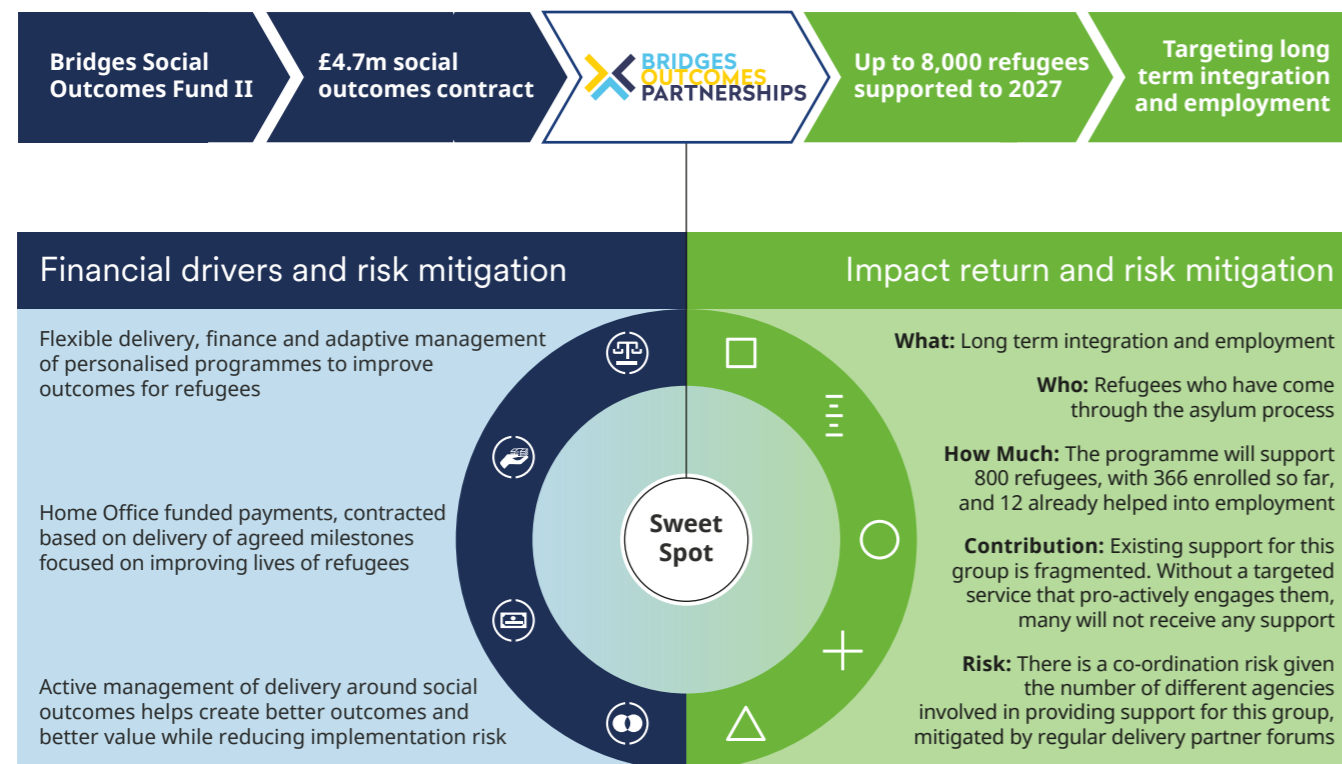 Bridges Social
Outcomes Fund II
£4.7m social
outcomes contract
BRIDGES
OUTCOMES
PARTNERSHIPS
Up to 8,000 refugees
supported to 2027
Targeting long
term integration
and employment
Financial drivers and risk mitigation
Flexible delivery, finance and adaptive management
of personalised programmes to improve
outcomes for refugees
Home Office funded payments, contracted
based on delivery of agreed milestones
focused on improving lives of refugees
Active management of delivery around social
outcomes helps create better outcomes and
better value while reducing implementation risk
Sweet
Spot
Impact return and risk mitigation
What: Long term integration and employment
Who: Refugees who have come
through the asylum process
How Much: The programme will support
800 refugees, with 366 enrolled so far,
and 12 already helped into employment
Contribution: Existing support for this
group is fragmented. Without a targeted
service that pro-actively engages them,
many will not receive any support
Risk: There is a co-ordination risk given
the number of different agencies
involved in providing support for this group,
mitigated by regular delivery partner forums